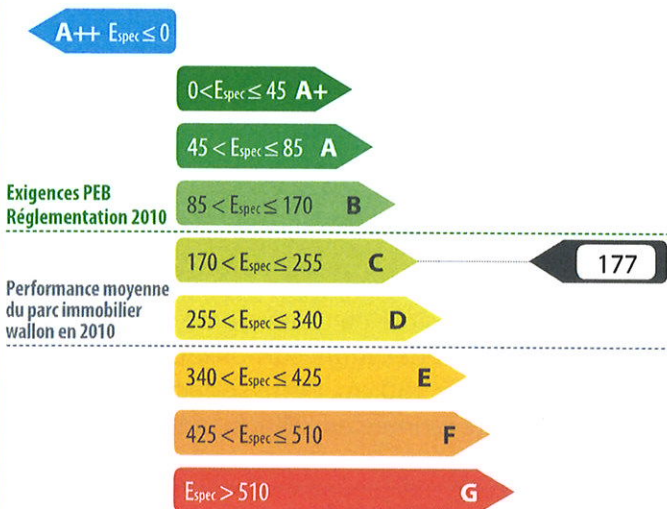 A++ Espec ≤ 0
0<Espec ≤ 45 A+
45 < Espec ≤ 85 A
Exigences PEB
Réglementation 2010
85 < Espec ≤ 170 B
170 < Espec ≤ 255 C
177
Performance moyenne
du parc immobilier
wallon en 2010
255 < Espec ≤ 340 D
340 < Espec ≤ 425 E
425 < Espec ≤ 510 F
Espec > 510 G